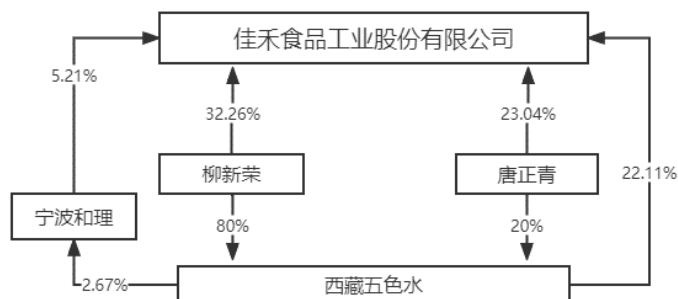 佳禾食品工业股份有限公司
5.21%
32.26%
23.04%
柳新荣
唐正青
22.11%
宁波和理
80%
20%
2.67%
西藏五色水